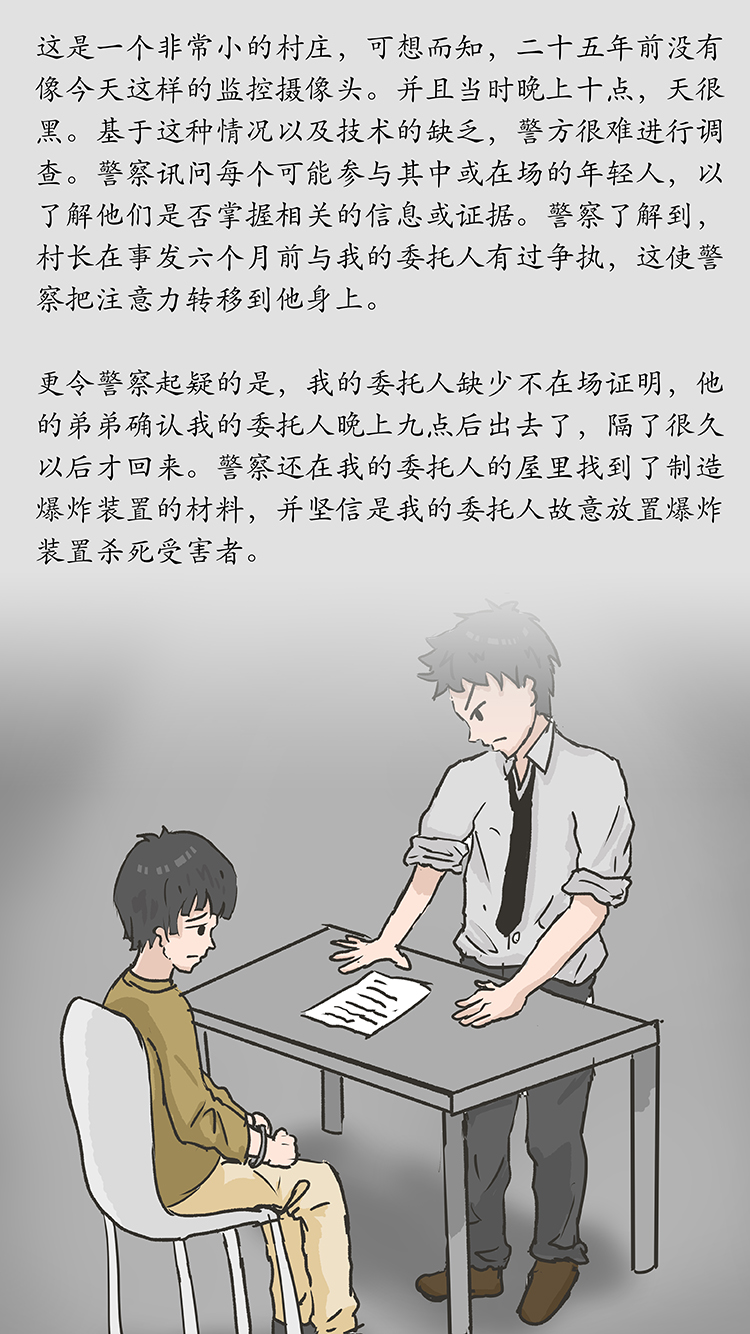 这是一个非常小的村庄，可想而知，二十五年前没有
像今天这样的监控摄像头。并且当时晚上十点，天很
黑。基于这种情况以及技术的缺乏，警方很难进行调
查。警察讯问每个可能参与其中或在场的年轻人，以
了解他们是否掌握相关的信息或证据。警察了解到，
村长在事发六个月前与我的委托人有过争执，这使警
察把注意力转移到他身上。
更令警察起疑的是，我的委托人缺少不在场证明，他
的弟弟确认我的委托人晚上九点后出去了，隔了很久
以后才回来。警察还在我的委托人的屋里找到了制造
爆炸装置的材料，并坚信是我的委托人故意放置爆炸
装置杀死受害者。